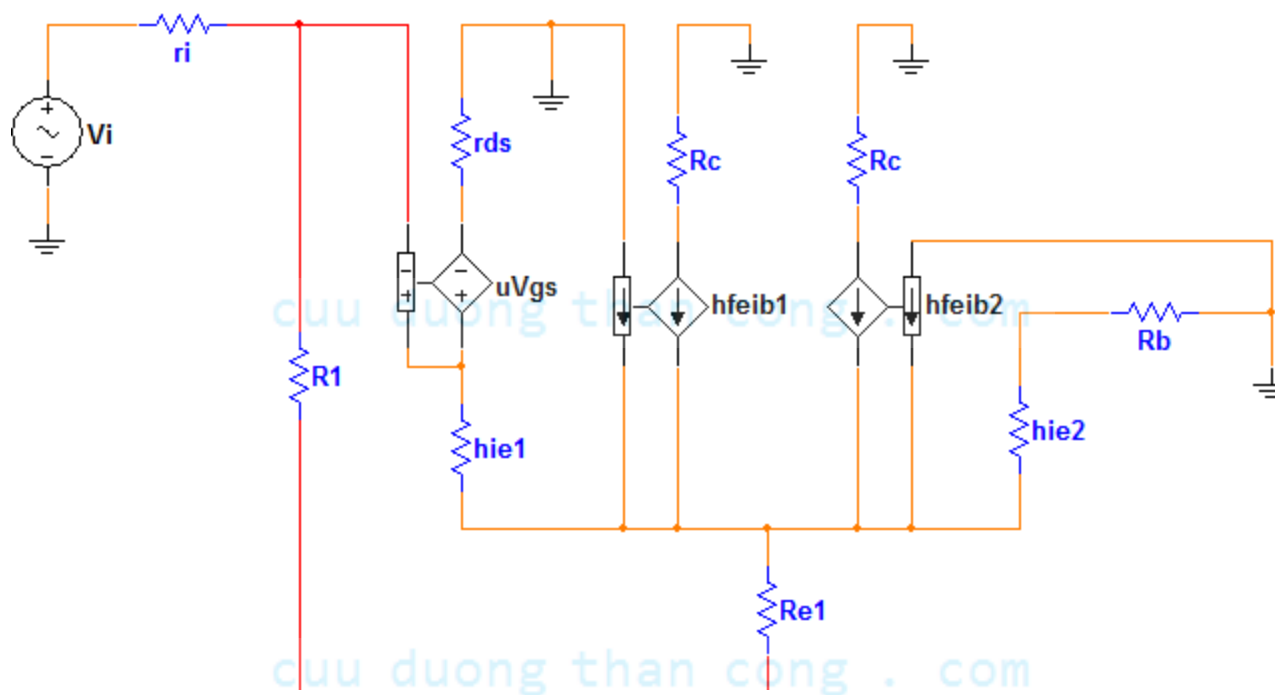 ri
Vi
rds
Rc
Rc
uVgs
hfeib1
hfeib2
cuu duong than cong . com
Rb
R1
hie1
hie2
Re1
cuu duong than cong . com